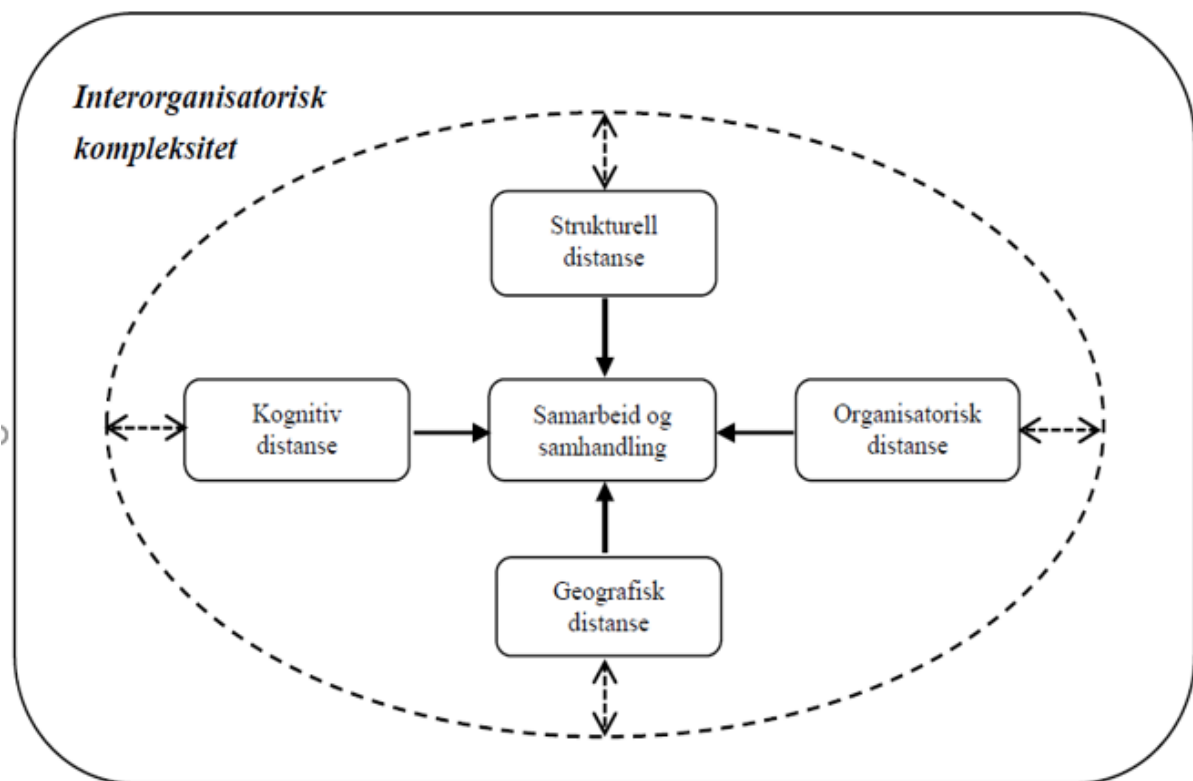 Interorganisatorisk
kompleksitet
Strukturell
distanse
Kognitiv
distanse
Samarbeid og
samhandling
Organisatorisk
distanse
Geografisk
distanse